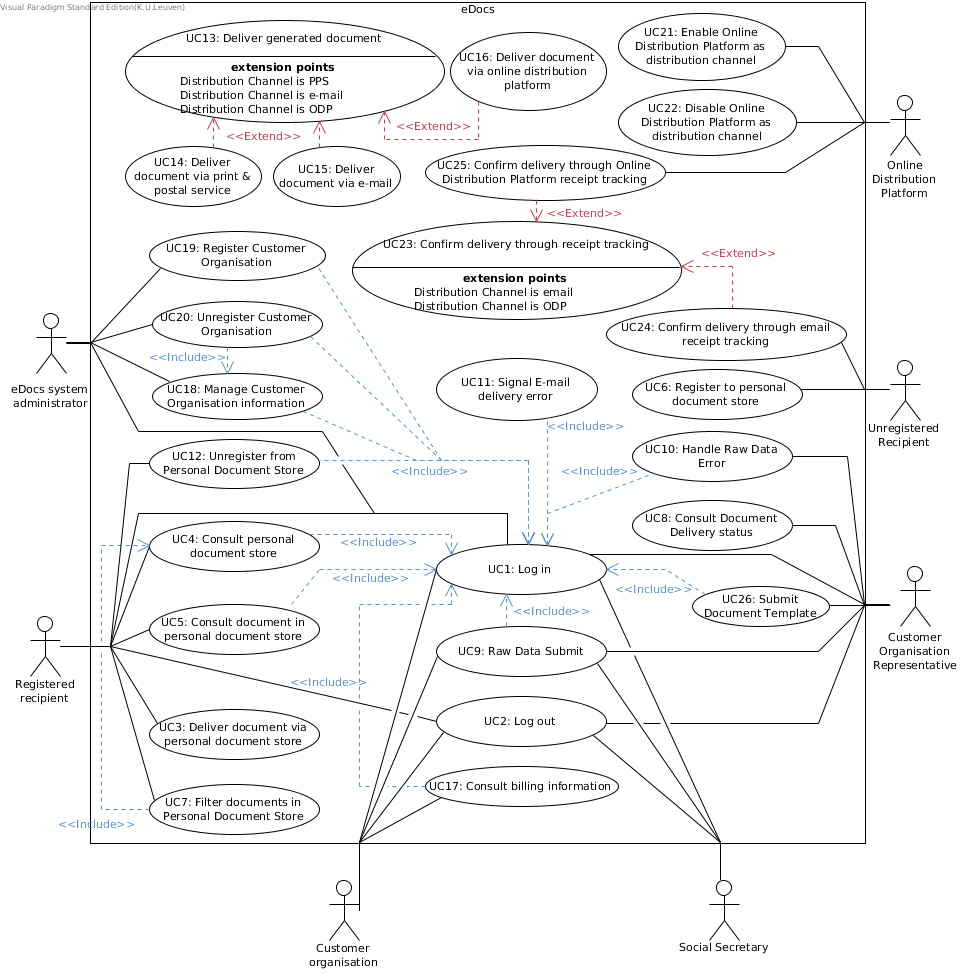 Visual Paradigm Standard Edition(K.U.Leuven)
eDocs
UC13: Deliver generated document
extension points
Distribution Channel is PPS
Distribution Channel is e-mail
Distribution Channel is ODP
UC16: Deliver document
via online distribution
platform
UC21: Enable Online
Distribution Platform as
distribution channel
UC22: Disable Online
Distribution Platform as
distribution channel
Online
Distribution
Platform
<<Extend>>
<<Extend>>
UC14: Deliver
document via print &
postal service
UC15: Deliver
document via e-mail
UC25: Confirm delivery through Online
Distribution Platform receipt tracking
<<Extend>>
UC23: Confirm delivery through receipt tracking
extension points
Distribution Channel is email
Distribution Channel is ODP
<<Extend>>
UC19: Register Customer
Organisation
UC20: Unregister Customer
Organisation
<<Include>>
UC18: Manage Customer
Organisation information
eDocs system
administrator
UC24: Confirm delivery through email
receipt tracking
UC11: Signal E-mail
delivery error
UC6: Register to personal
document store
Unregistered
Recipient
<<Include>>
UC12: Unregister from
Personal Document Store
<<Include>>
<<Include>>
UC10: Handle Raw Data
Error
UC8: Consult Document
Delivery status
UC4: Consult personal
document store
<<Include>>
UC1: Log in
<<Include>>
<<Include>>
UC26: Submit
Document Template
UC5: Consult document in
personal document store
<<Include>>
UC9: Raw Data Submit
Customer
Organisation
Representative
Registered
recipient
<<Include>>
UC3: Deliver document via
personal document store
UC2: Log out
UC7: Filter documents in
Personal Document Store
<<Include>>
UC17: Consult billing information
Customer
organisation
Social Secretary